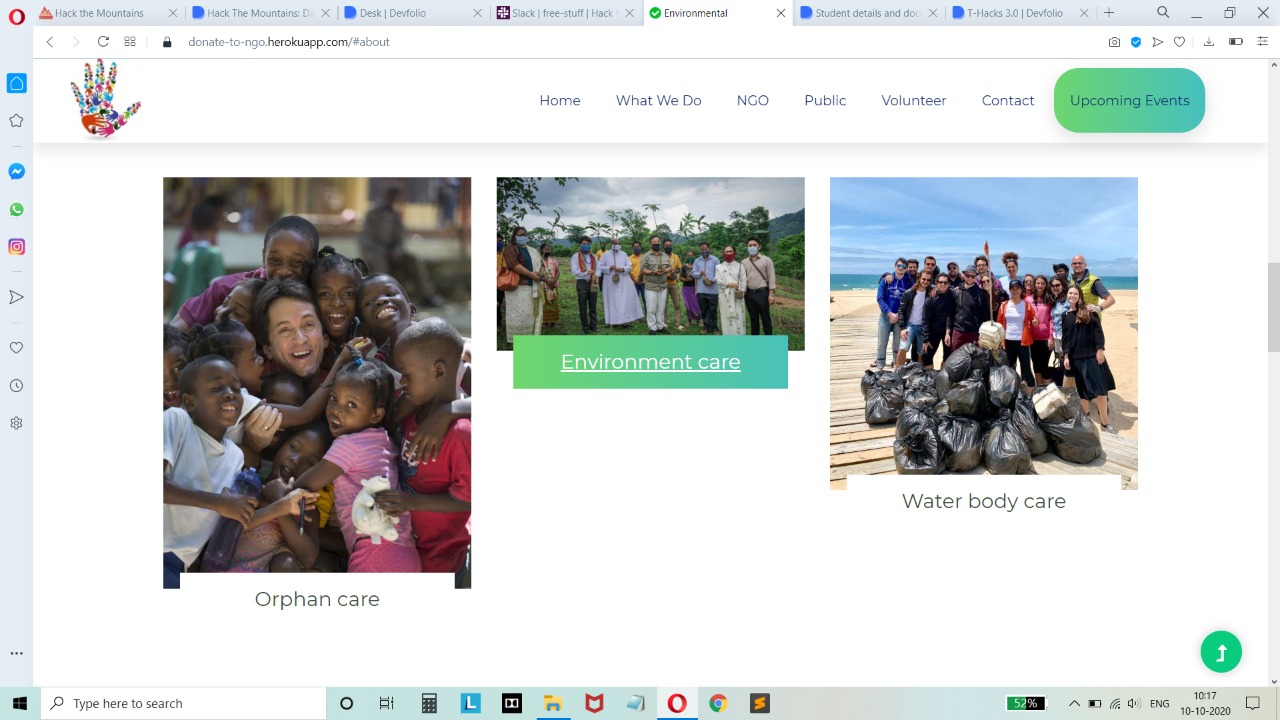 Hack the Mountains
Hack The Mountains: Da
Desk | Devfolio
Slack | free-stuff | Hack
Environmental
Student details and doc
T-Hacks 3.0 | Devfolio
donate-to-ngo.herokuapp.com/#about
Home
What We Do
NGO
Public
Volunteer
Contact
Upcoming Events
Environment care
Water body care
Orphan care
Type here to search
52%
ENG
10:17
10-10-2020